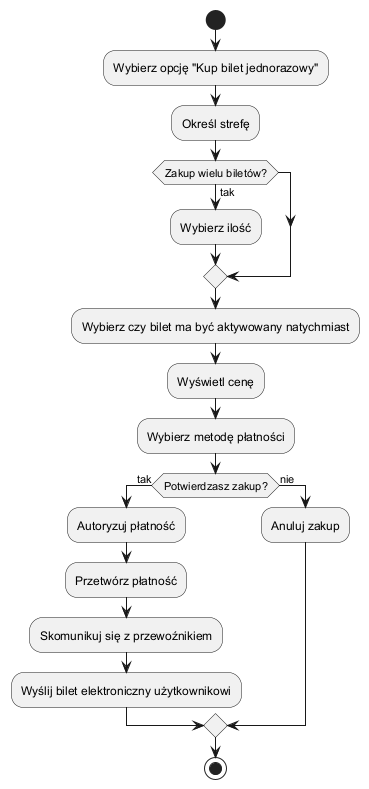 Wybierz opcję "Kup bilet jednorazowy"
Określ strefę
Zakup wielu biletów?
tak
Wybierz ilość
Wybierz czy bilet ma być aktywowany natychmiast
Wyświetl cenę
Wybierz metodę płatności
tak
Potwierdzasz zakup?
nie
Autoryzuj płatność
Anuluj zakup
Przetwórz płatność
Skomunikuj się z przewoźnikiem
Wyślij bilet elektroniczny użytkownikowi